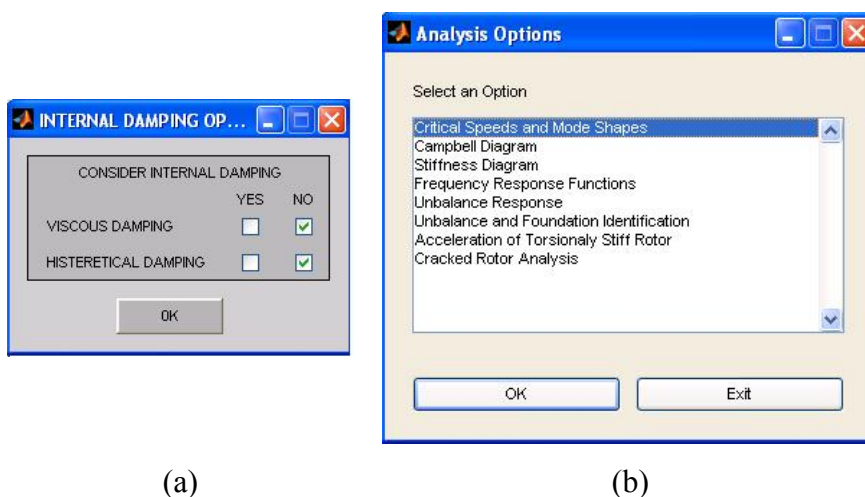 INTERNAL DAMPING OP...
CONSIDER INTERNAL DAMPING
YES NO
VISCOUS DAMPING
HISTERETICAL DAMPING
OK
(a)
Analysis Options
Select an Option
Critical Speeds and Mode Shapes
Campbell Diagram
Stiffness Diagram
Frequency Response Functions
Unbalance Response
Unbalance and Foundation Identification
Acceleration of Torsionaly Stiff Rotor
Cracked Rotor Analysis
OK Exit
(b)